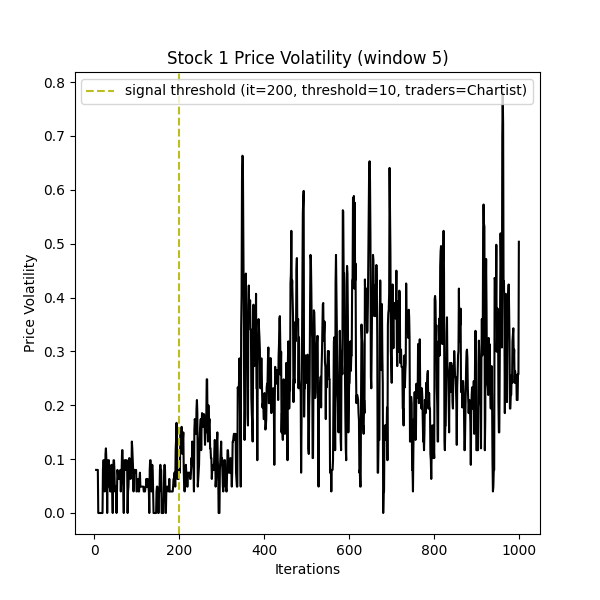 Stock 1 Price Volatility (window 5)
signal threshold (it=200, threshold=10, traders=Chartist)
0.8
0.7
0.6
0.5
0.4
0.3
0.2
0.1
0.0
Price Volatility
0 200 400 600 800 1000
Iterations